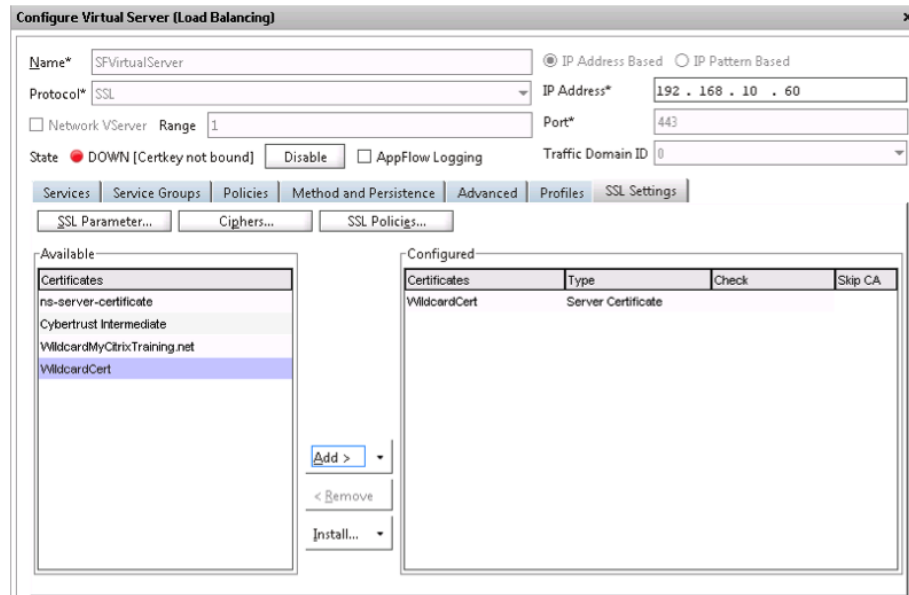 Configure Virtual Server (Load Balancing)
Name* SFVirtualServer IP Address Based IP Pattern Based
Protocol* SSL IP Address* 192 . 168 . 10 . 60
Network VServer Range 1 Port* 443
State DOWN [Certkey not bound] Disable AppFlow Logging Traffic Domain ID 0
Services Service Groups Policies Method and Persistence Advanced Profiles SSL Settings
SSL Parameter... Ciphers... SSL Policies...
Available Configured
Certificates Certificates Type Check Skip CA
ns-server-certificate WildcardCert Server Certificate
Cybertrust Intermediate
WildcardMyCitrixTraining.net
WildcardCert
Add >
< Remove
Install...